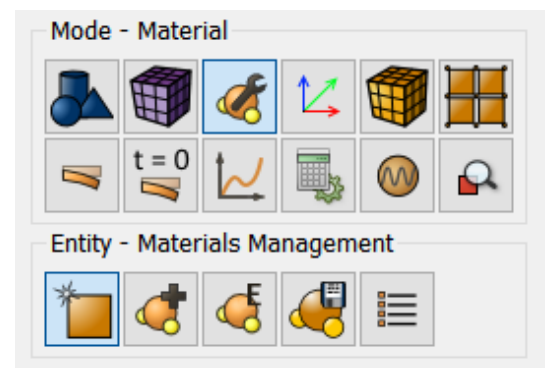 Mode - Material
t = 0
Entity - Materials Management
E